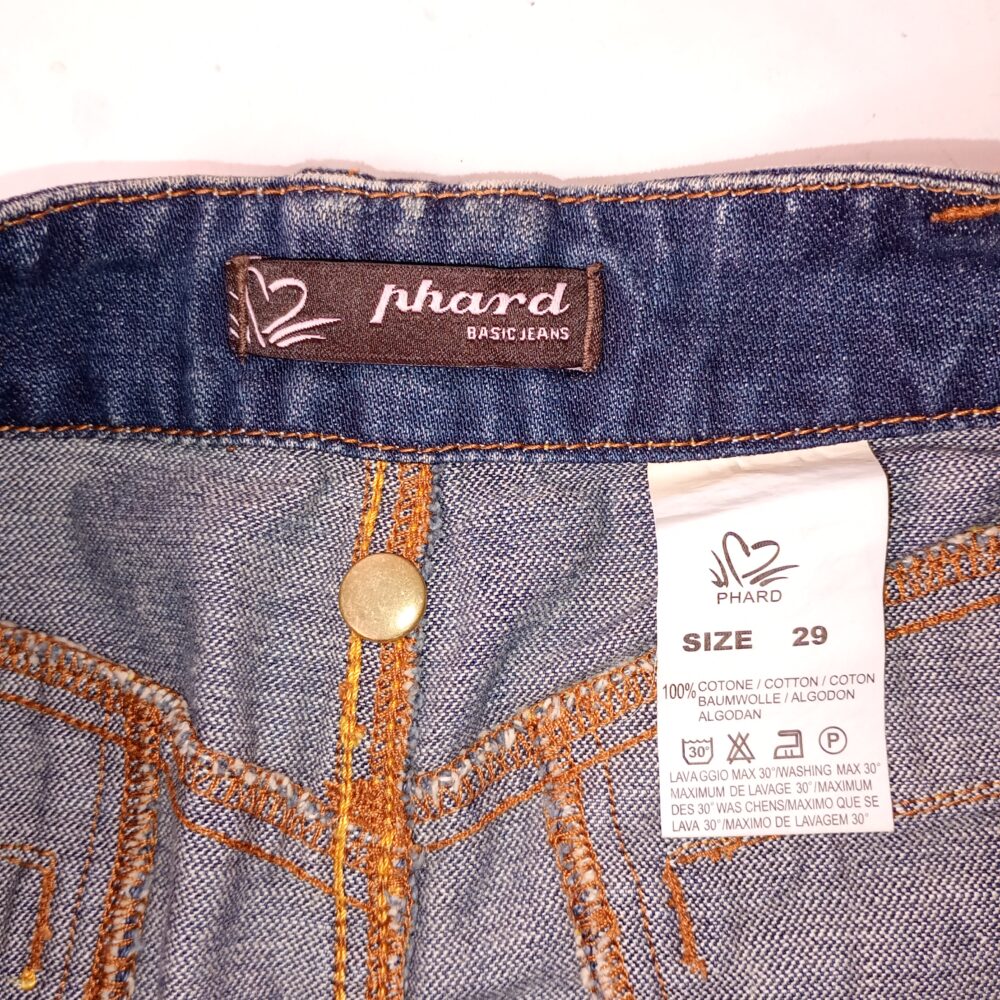 phard
BASIC JEANS
PHARD
SIZE 29
100% COTONE / COTTON / COTON
BAUMWOLLE / ALGODON
ALGODAN
30° P
LAVAGGIO MAX 30°/WASHING MAX 30°
MAXIMUM DE LAVAGE 30°/MAXIMUM
DES 30° WAS CHENS/MAXIMO QUE SE
LAVA 30°/MAXIMO DE LAVAGEM 30°